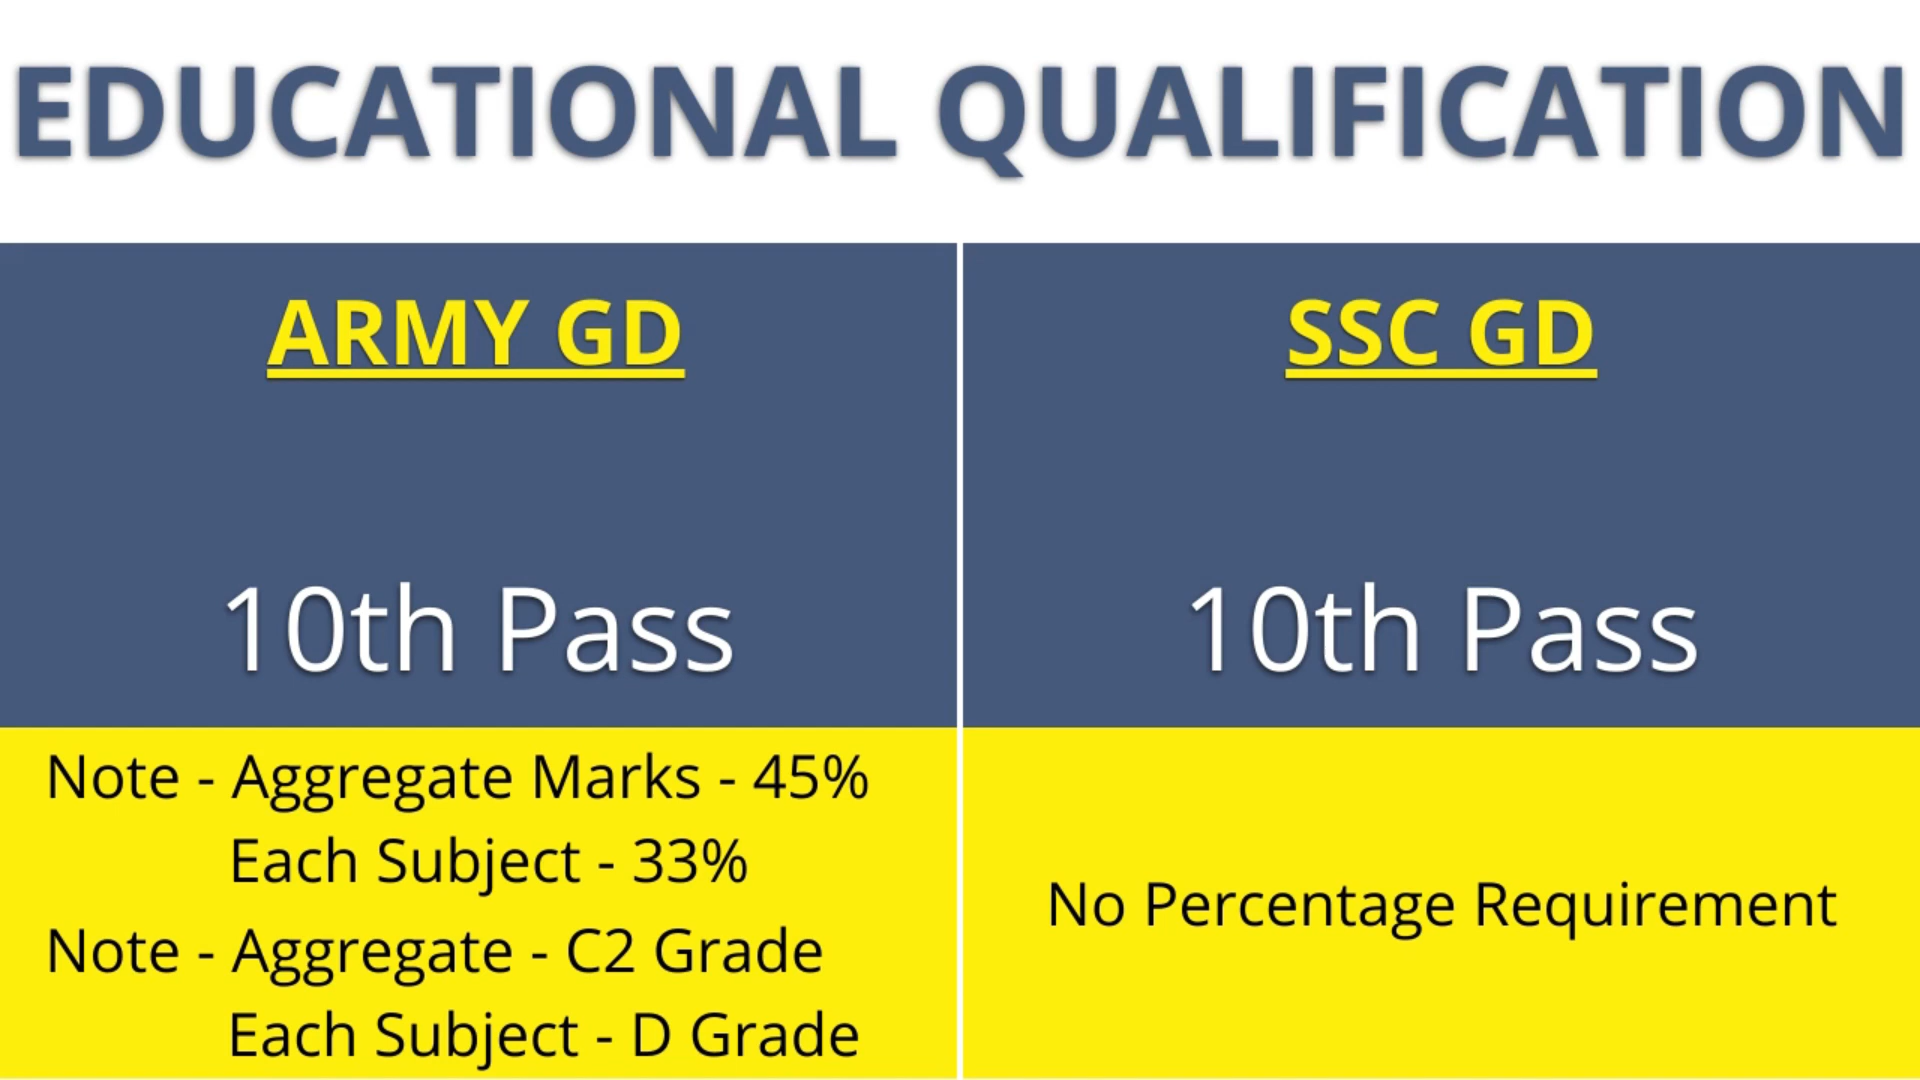 EDUCATIONAL QUALIFICATION
ARMY GD
10th Pass
Note - Aggregate Marks - 45%
Each Subject - 33%
Note - Aggregate - C2 Grade
Each Subject - D Grade
SSC GD
10th Pass
No Percentage Requirement